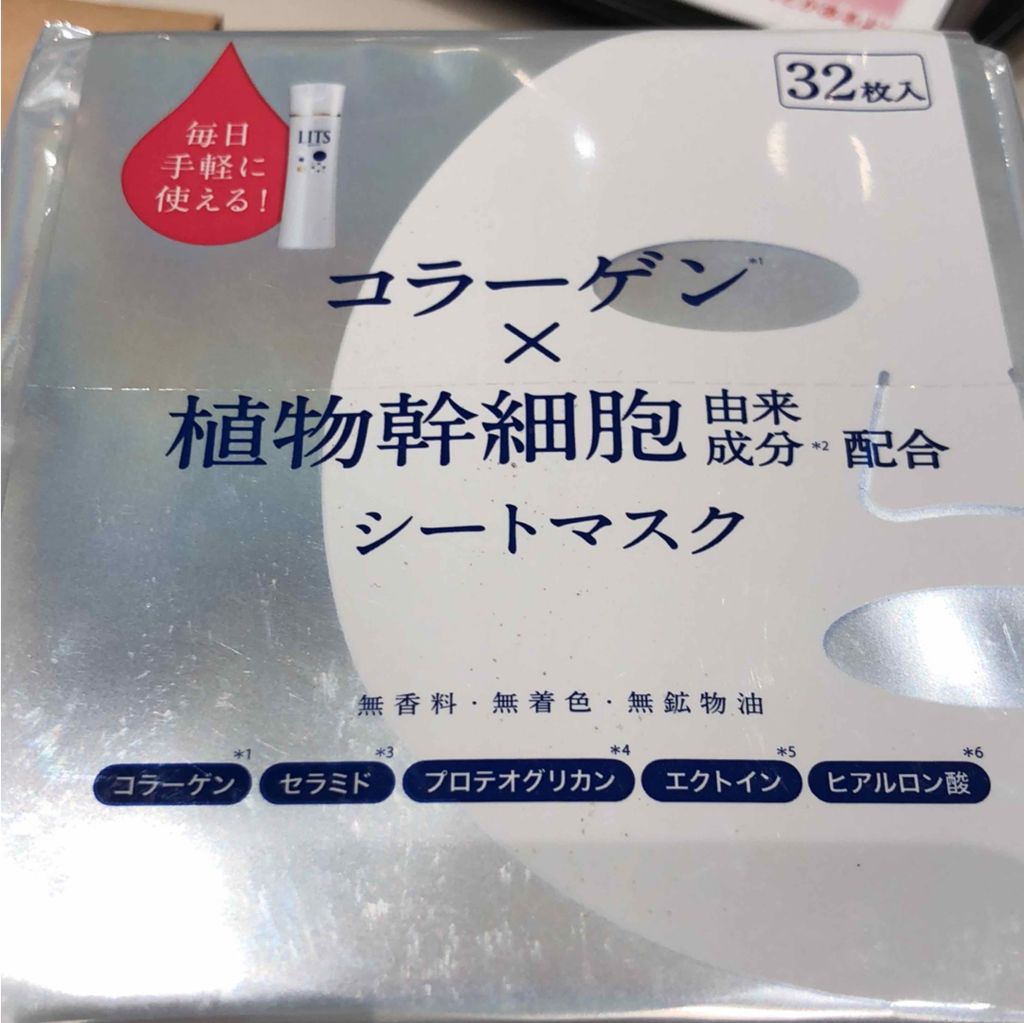 32枚入
毎日
手軽に
使える!
LITS
コラーゲン*1
×
植物幹細胞由来成分*2配合
シートマスク
無香料・無着色・無鉱物油
コラーゲン*1 セラミド*3 プロテオグリカン*4 エクトイン*5 ヒアルロン酸*6